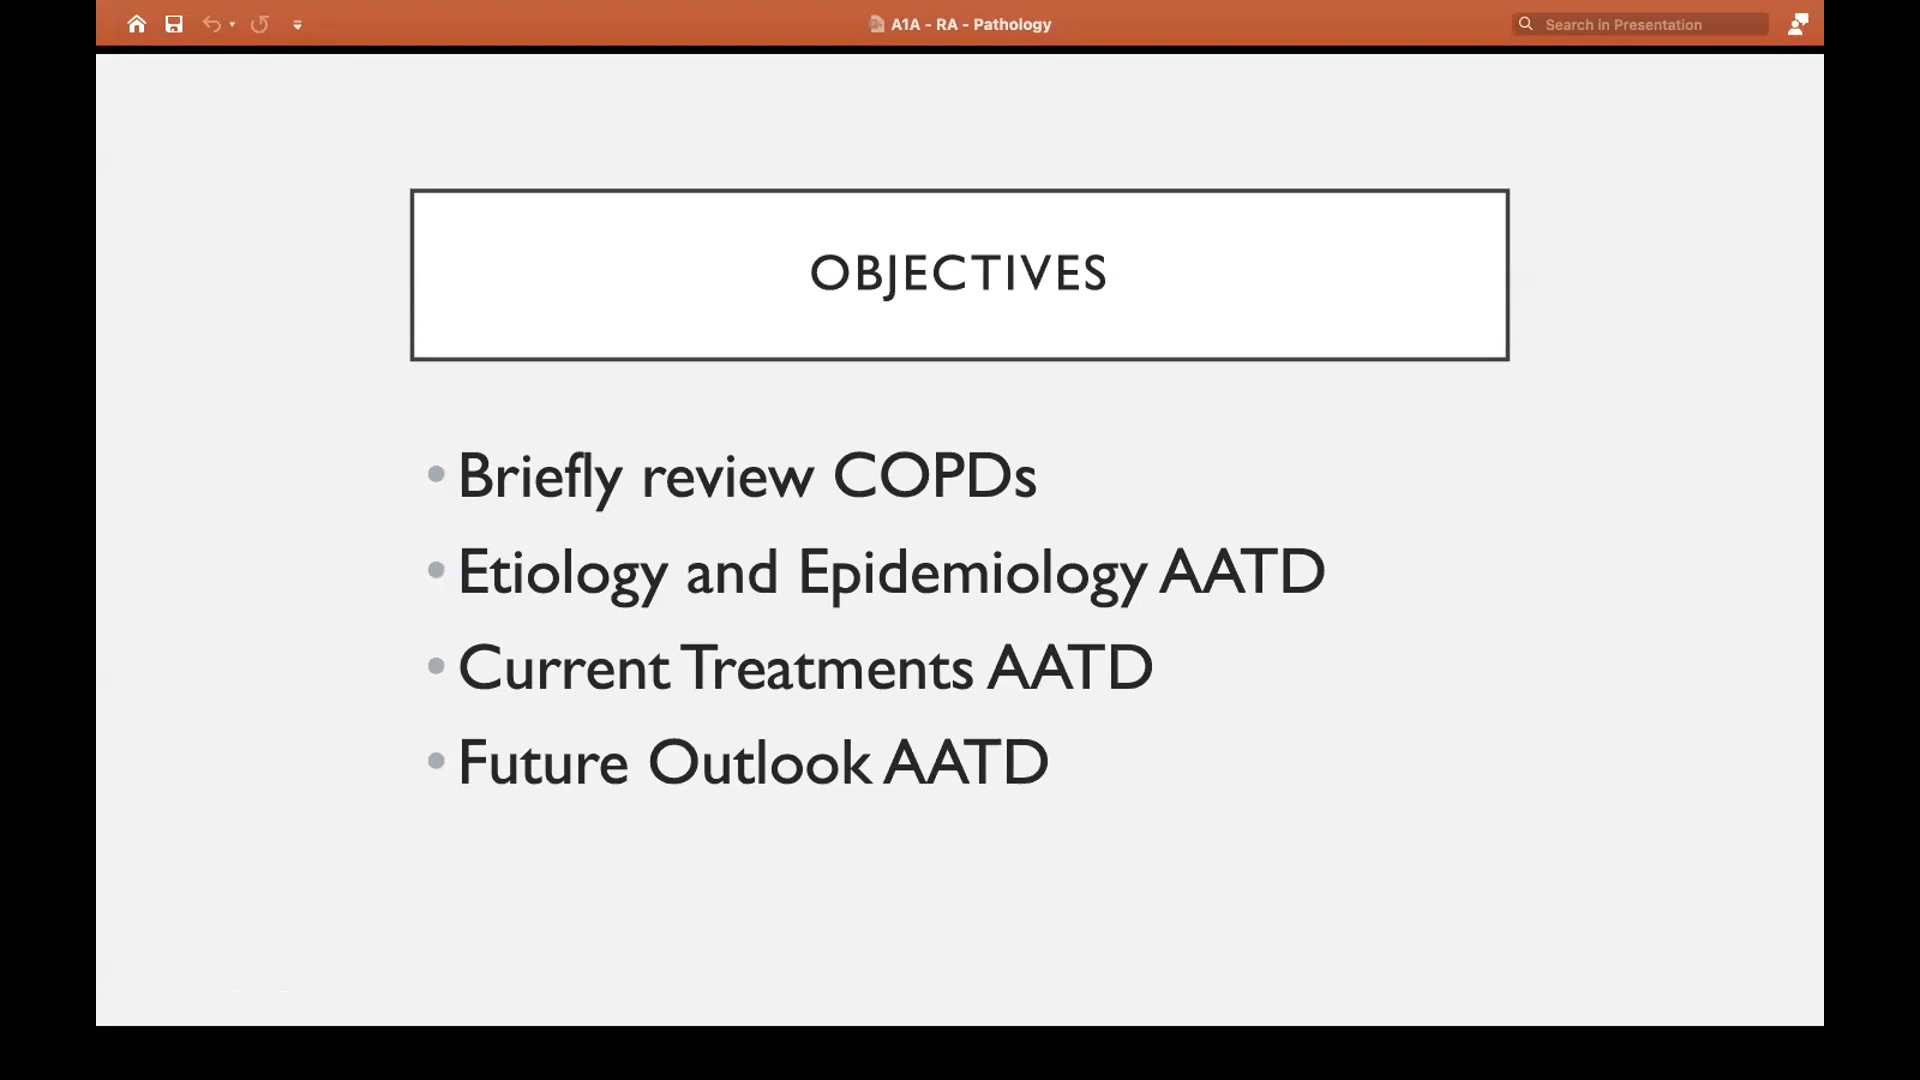 A1A - RA - Pathology
Search in Presentation
OBJECTIVES
Briefly review COPDs
Etiology and Epidemiology AATD
Current Treatments AATD
Future Outlook AATD